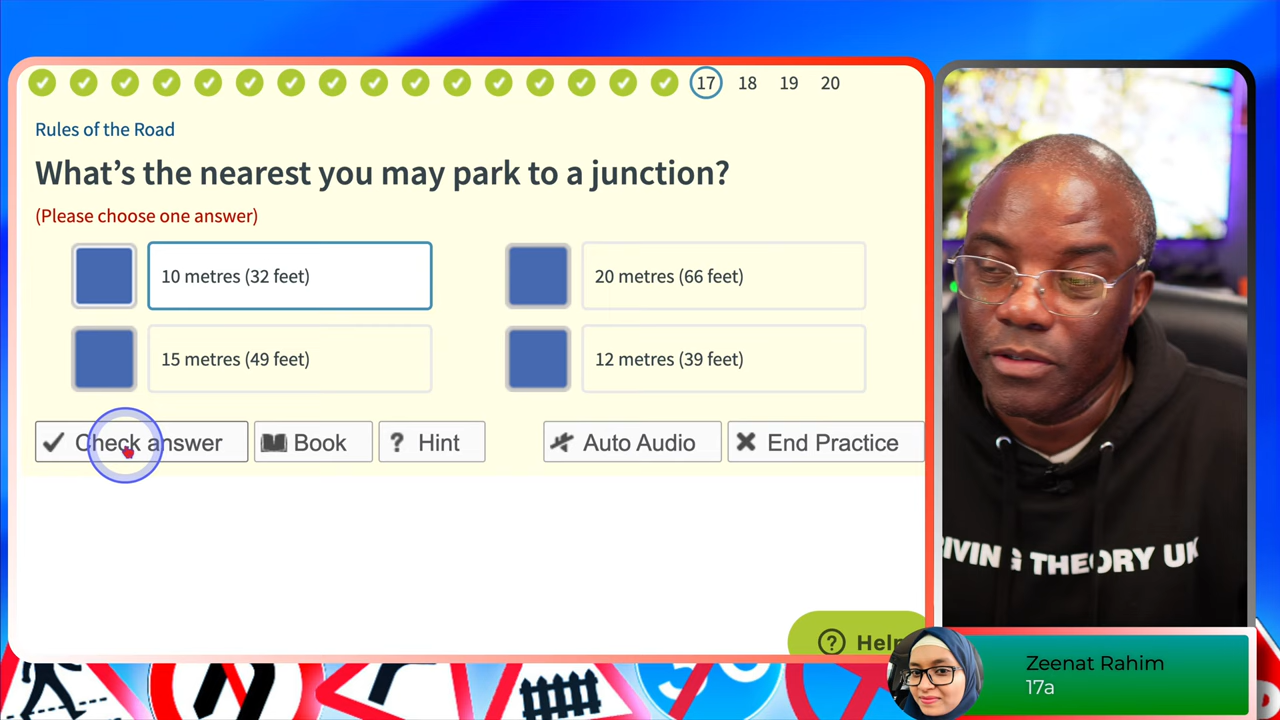 17 18 19 20
Rules of the Road
What's the nearest you may park to a junction?
(Please choose one answer)
10 metres (32 feet)
20 metres (66 feet)
15 metres (49 feet)
12 metres (39 feet)
Check answer
Book
? Hint
Auto Audio
End Practice
? Help
RIVING THEORY UK
Zeenat Rahim
17a